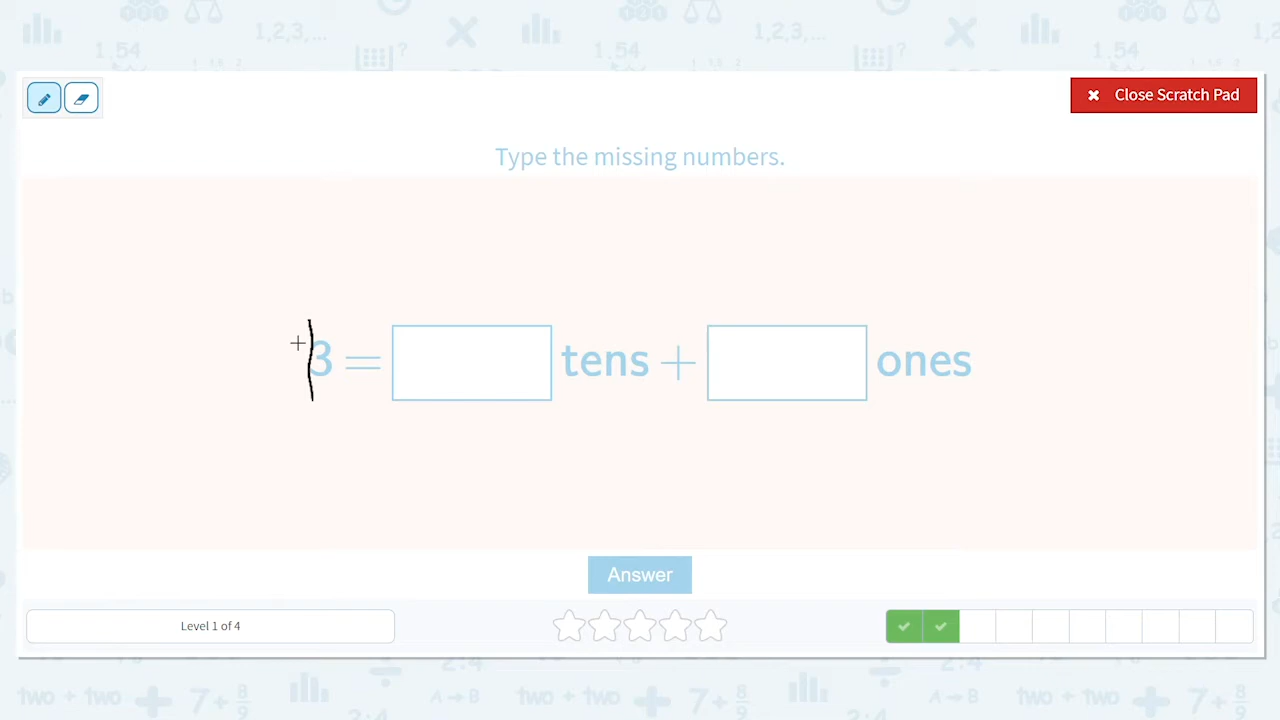 Close Scratch Pad
Type the missing numbers.
3 = tens + ones
Answer
Level 1 of 4